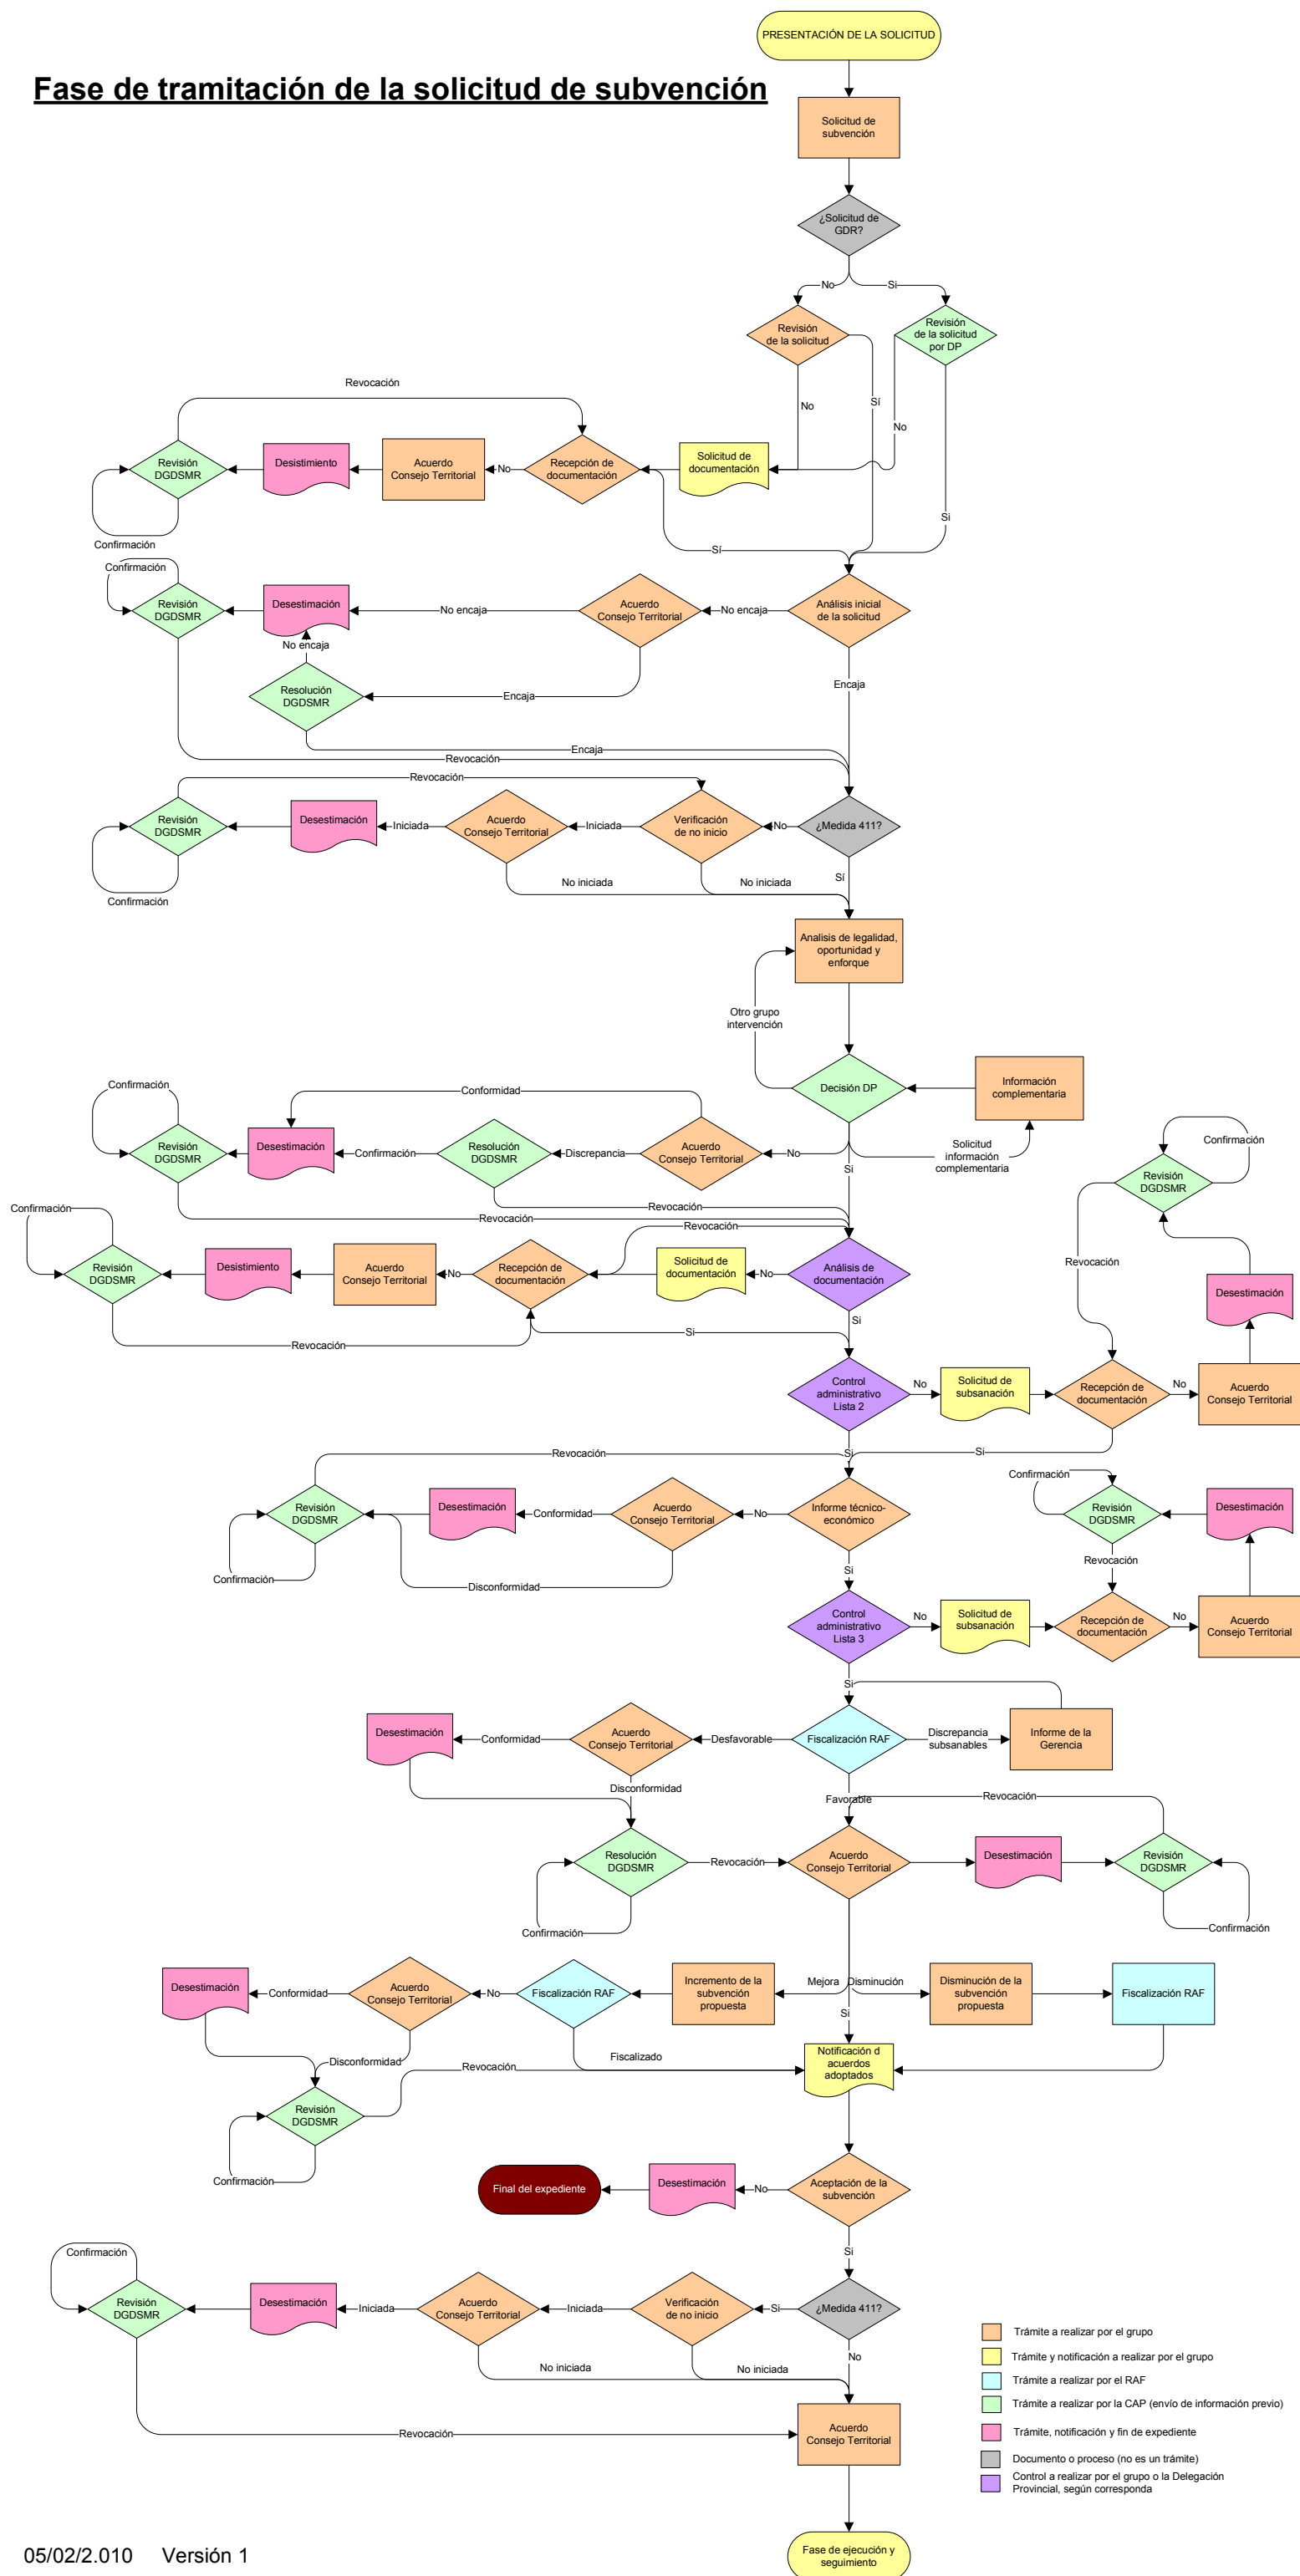 PRESENTACIÓN DE LA SOLICITUD
Fase de tramitación de la solicitud de subvención
Solicitud de
subvención
¿Solicitud de
GDR?
No
Si
Revisión
de la solicitud
Revisión
de la solicitud
por DP
Revocación
No
Sí
No
Revisión
DGDSMR
Desistimiento
Acuerdo
Consejo Territorial
No
Recepción de
documentación
Solicitud de
documentación
Si
Confirmación
Sí
Confirmación
Revisión
DGDSMR
Desestimación
No encaja
Acuerdo
Consejo Territorial
No encaja
Análisis inicial
de la solicitud
No encaja
Resolución
DGDSMR
Encaja
Encaja
Encaja
Revocación
Revocación
Revisión
DGDSMR
Desestimación
Iniciada
Acuerdo
Consejo Territorial
Iniciada
Verificación
de no inicio
No
¿Medida 411?
Confirmación
No iniciada
No iniciada
Sí
Analisis de legalidad,
oportunidad y
enforque
Otro grupo
intervención
Decisión DP
Información
complementaria
Confirmación
Conformidad
Revisión
DGDSMR
Desestimación
Confirmación
Resolución
DGDSMR
Discrepancia
Acuerdo
Consejo Territorial
No
Si
Solicitud
información
complementaria
Confirmación
Revisión
DGDSMR
Revocación
Revocación
Revocación
Confirmación
Revisión
DGDSMR
Desistimiento
Acuerdo
Consejo Territorial
No
Recepción de
documentación
Solicitud de
documentación
No
Análisis de
documentación
Revocación
Desestimación
Si
Si
Revocación
Control
administrativo
Lista 2
No
Solicitud de
subsanación
Recepción de
documentación
No
Acuerdo
Consejo Territorial
Revocación
Si
Si
Revisión
DGDSMR
Desestimación
Conformidad
Acuerdo
Consejo Territorial
No
Informe técnico-
económico
Confirmación
Revisión
DGDSMR
Desestimación
Confirmación
Disconformidad
Si
Revocación
Control
administrativo
Lista 3
No
Solicitud de
subsanación
Recepción de
documentación
No
Acuerdo
Consejo Territorial
Si
Desestimación
Conformidad
Acuerdo
Consejo Territorial
Desfavorable
Fiscalización RAF
Discrepancia
subsanables
Informe de la
Gerencia
Disconformidad
Favorable
Revocación
Resolución
DGDSMR
Revocación
Acuerdo
Consejo Territorial
Desestimación
Revisión
DGDSMR
Confirmación
Confirmación
Desestimación
Conformidad
Acuerdo
Consejo Territorial
No
Fiscalización RAF
Incremento de la
subvención
propuesta
Mejora
Disminución
Disminución de la
subvención
propuesta
Fiscalización RAF
Si
Disconformidad
Revocación
Fiscalizado
Notificación d
acuerdos
adoptados
Revisión
DGDSMR
Confirmación
Final del expediente
Desestimación
No
Aceptación de la
subvención
Si
Confirmación
Revisión
DGDSMR
Desestimación
Iniciada
Acuerdo
Consejo Territorial
Iniciada
Verificación
de no inicio
Si
¿Medida 411?
No iniciada
No iniciada
No
Revocación
Acuerdo
Consejo Territorial
Trámite a realizar por el grupo
Trámite y notificación a realizar por el grupo
Trámite a realizar por el RAF
Trámite a realizar por la CAP (envío de información previo)
Trámite, notificación y fin de expediente
Documento o proceso (no es un trámite)
Control a realizar por el grupo o la Delegación
Provincial, según corresponda
05/02/2.010 Versión 1
Fase de ejecución y
seguimiento